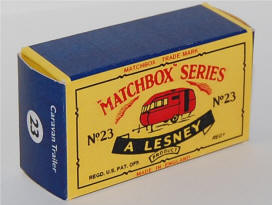 MATCHBOX TRADE MARK
"MATCHBOX" SERIES
Nº23
Nº23
A LESNEY
PRODUCT
REGD. U.S. PAT. OFF.
REGᴰ
MADE IN ENGLAND
23
Caravan Trailer